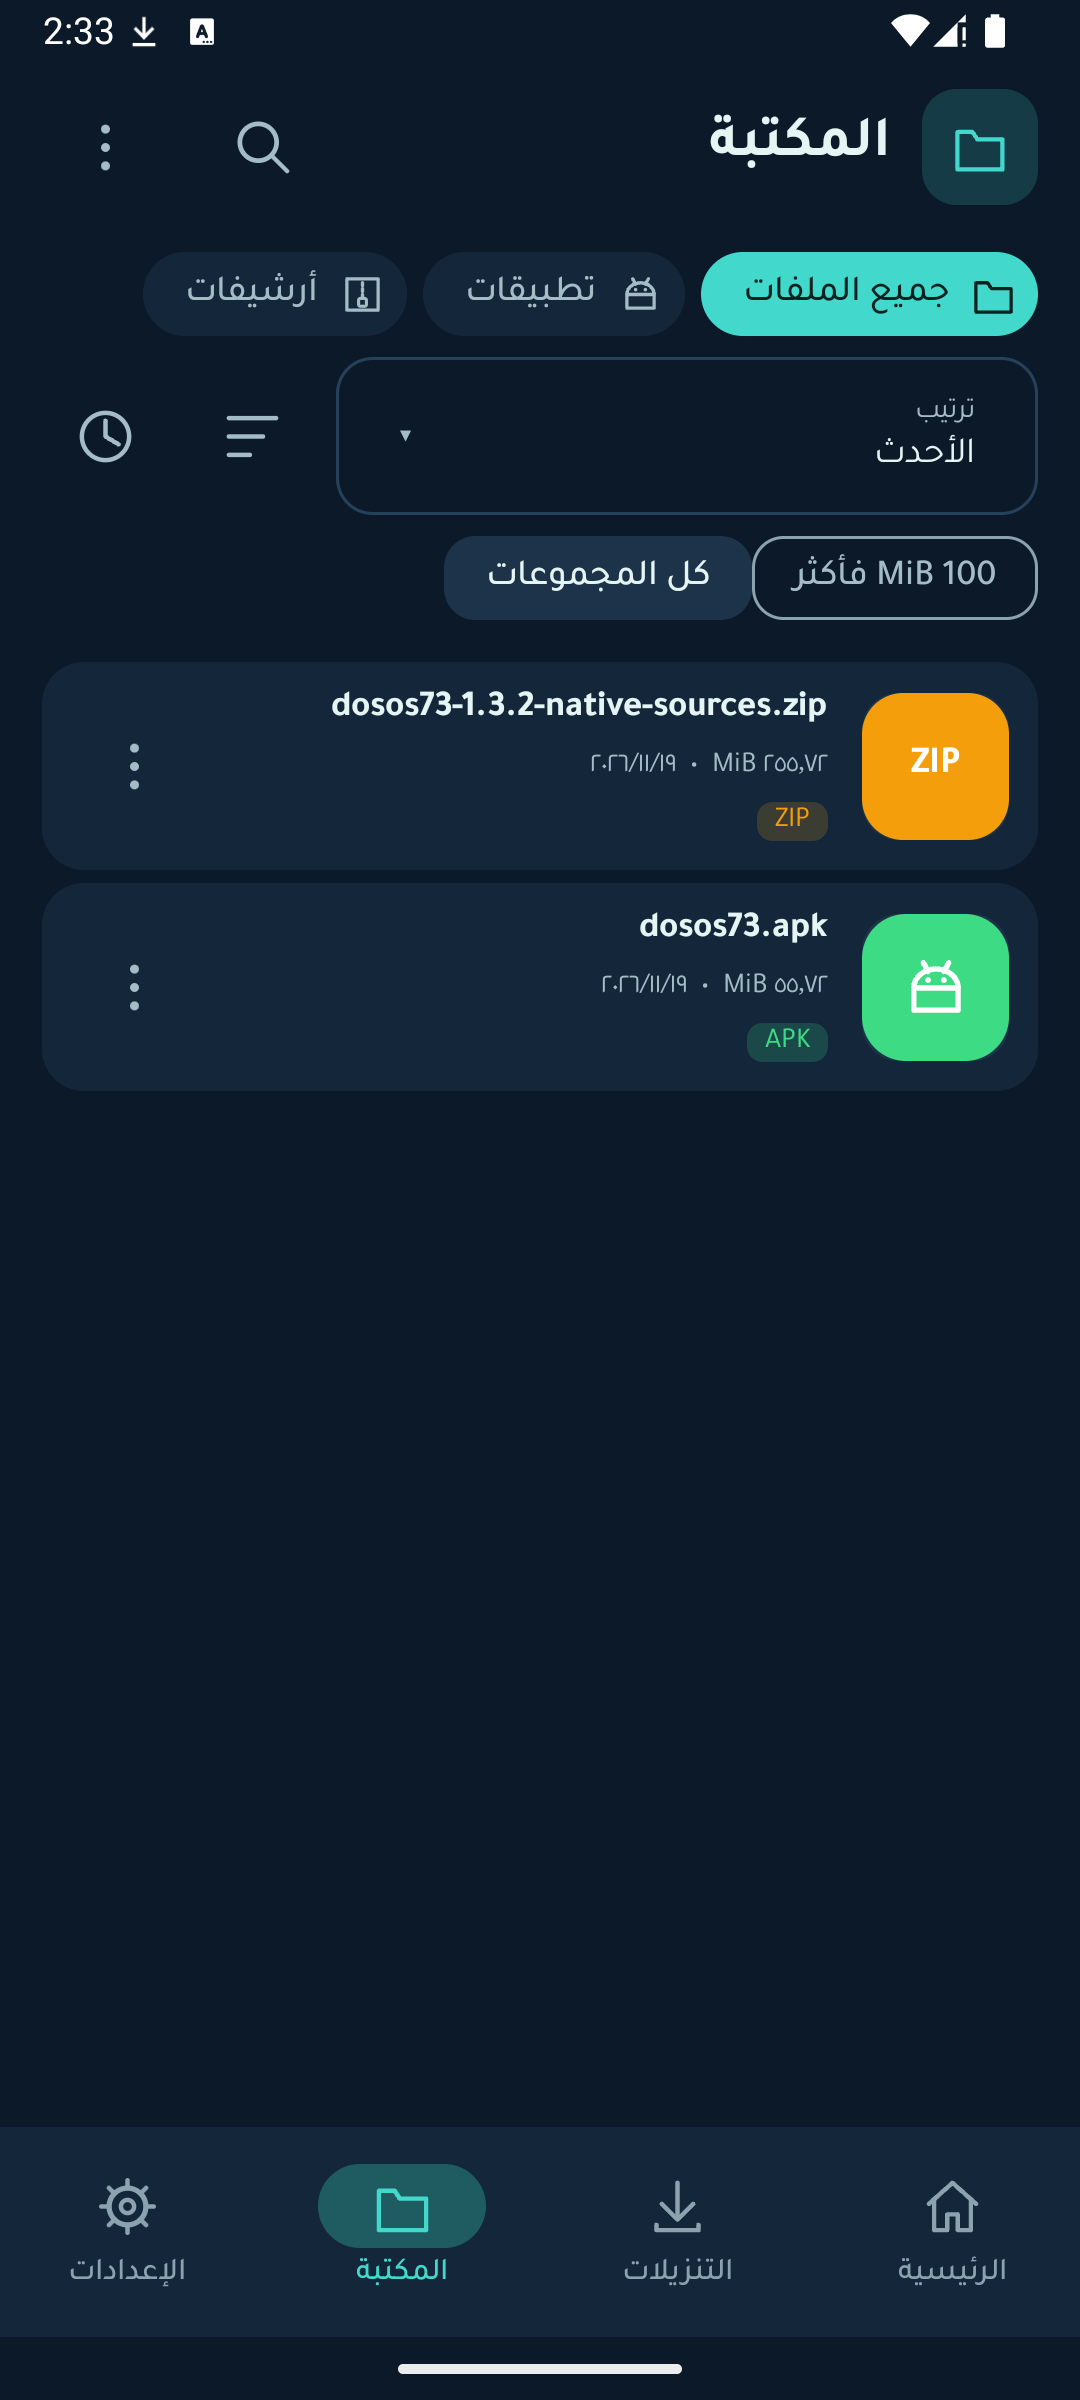 2:33
المكتبة
جميع الملفات
تطبيقات
أرشيفات
ترتيب
الأحدث
100 MiB فأكثر
كل المجموعات
dosos73-1.3.2-native-sources.zip
٢٥٥٫٧٢ MiB • ٢٠٢٦/١١/١٩
ZIP
ZIP
dosos73.apk
٥٥٫٧٢ MiB • ٢٠٢٦/١١/١٩
APK
الرئيسية
التنزيلات
المكتبة
الإعدادات